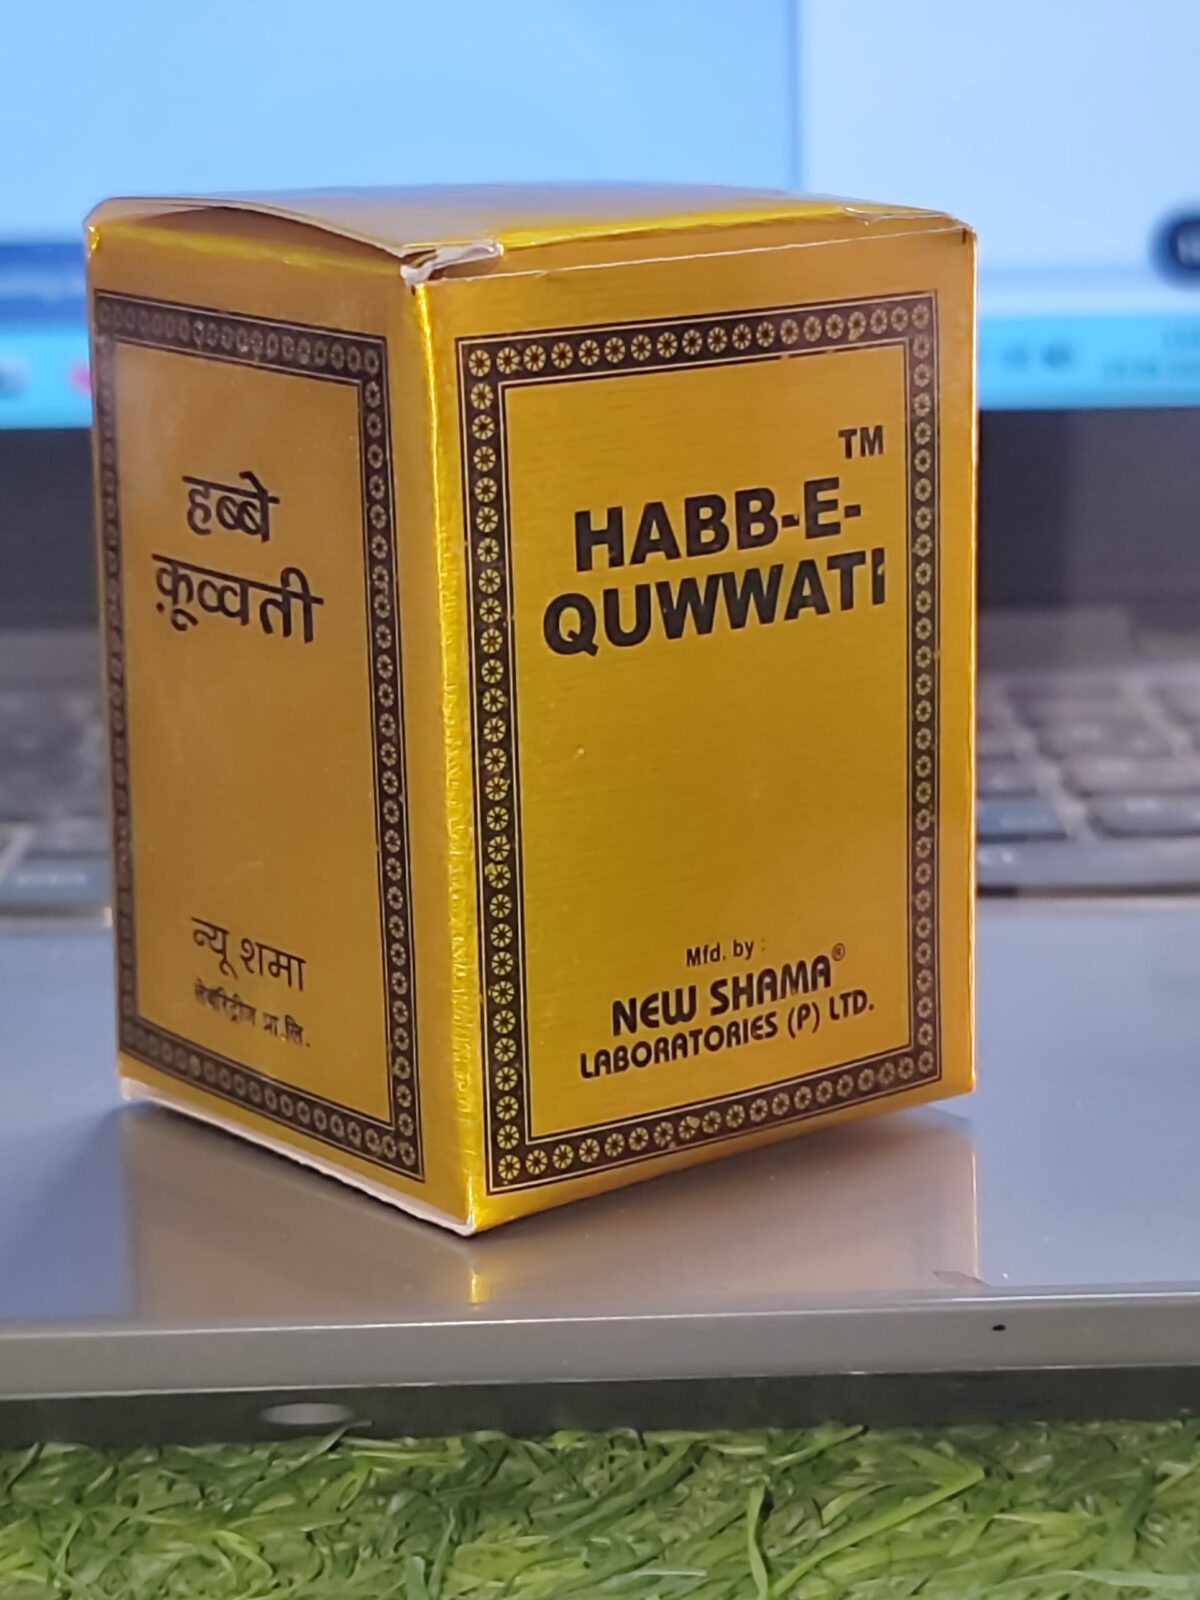 हब्बे
क़ूव्वती
न्यू शमा
लेबॉरेट्रीज प्रा.लि.
TM
HABB-E-
QUWWATI
Mfd. by :
NEW SHAMA®
LABORATORIES (P) LTD.